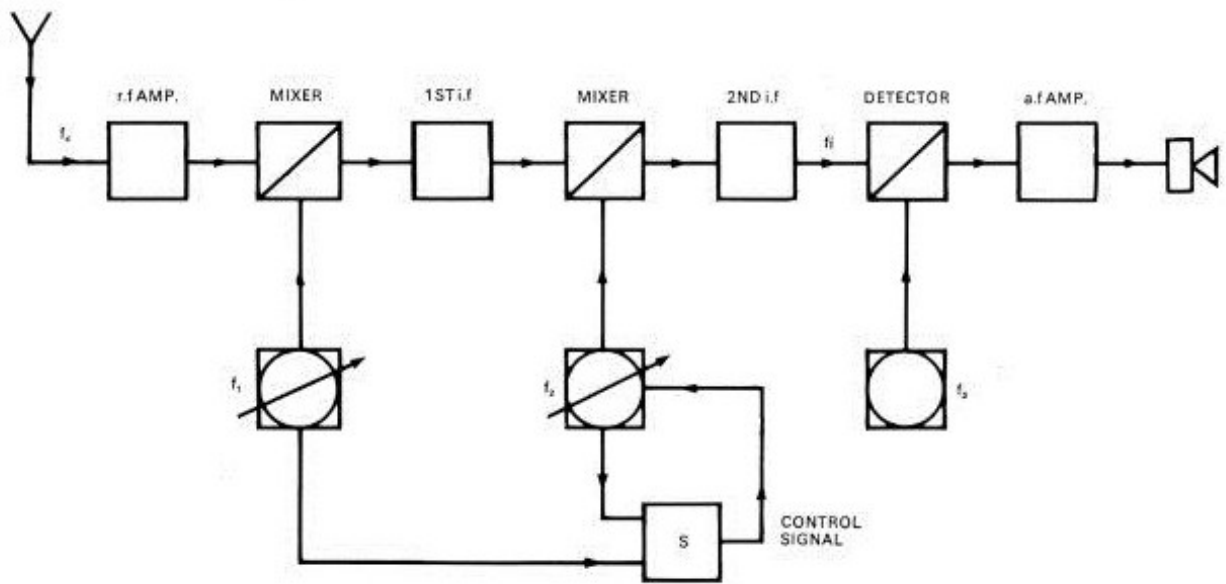 r.f AMP.
MIXER
1ST i.f
MIXER
2ND i.f
DETECTOR
a.f AMP.
fi
f₁
f₂
f₃
S
CONTROL
SIGNAL